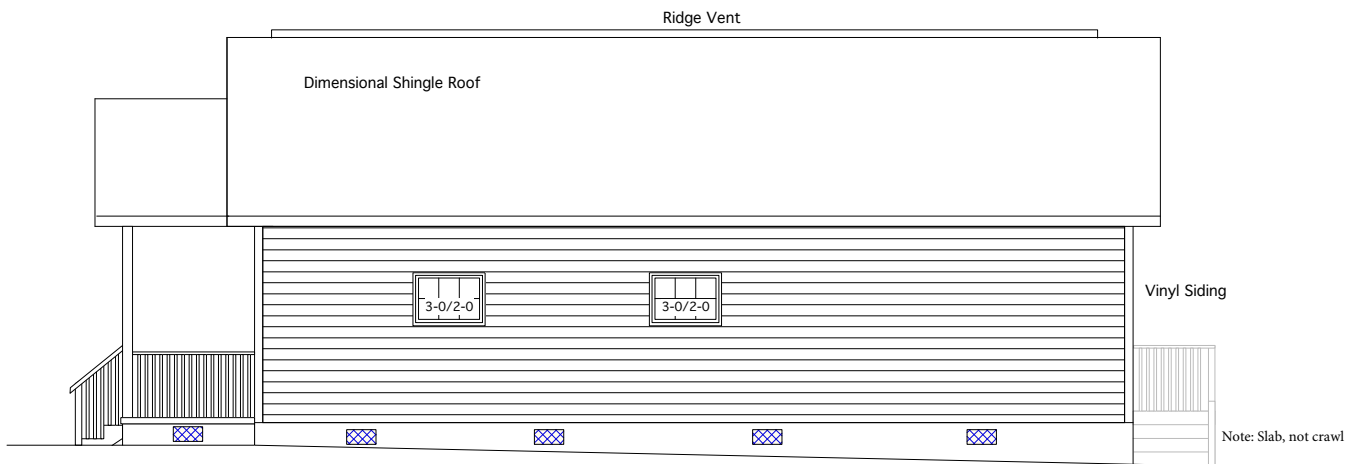 Ridge Vent
Dimensional Shingle Roof
3-0/2-0
3-0/2-0
Vinyl Siding
Note: Slab, not crawl